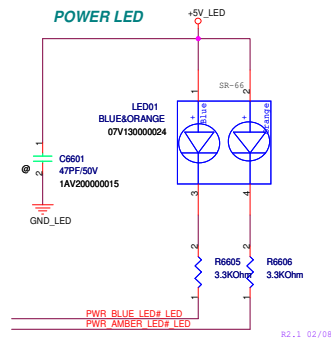 POWER LED
+5V_LED
SR-66
LED01
BLUE&ORANGE
07V130000024
1
2
+
Blue
+
Orange
3
4
1
@
2
C6601
47PF/50V
1AV200000015
GND_LED
2
R6605
3.3KOhm
1
2
R6606
3.3KOhm
1
PWR_BLUE_LED#_LED
PWR_AMBER_LED#_LED
R2.1 02/08